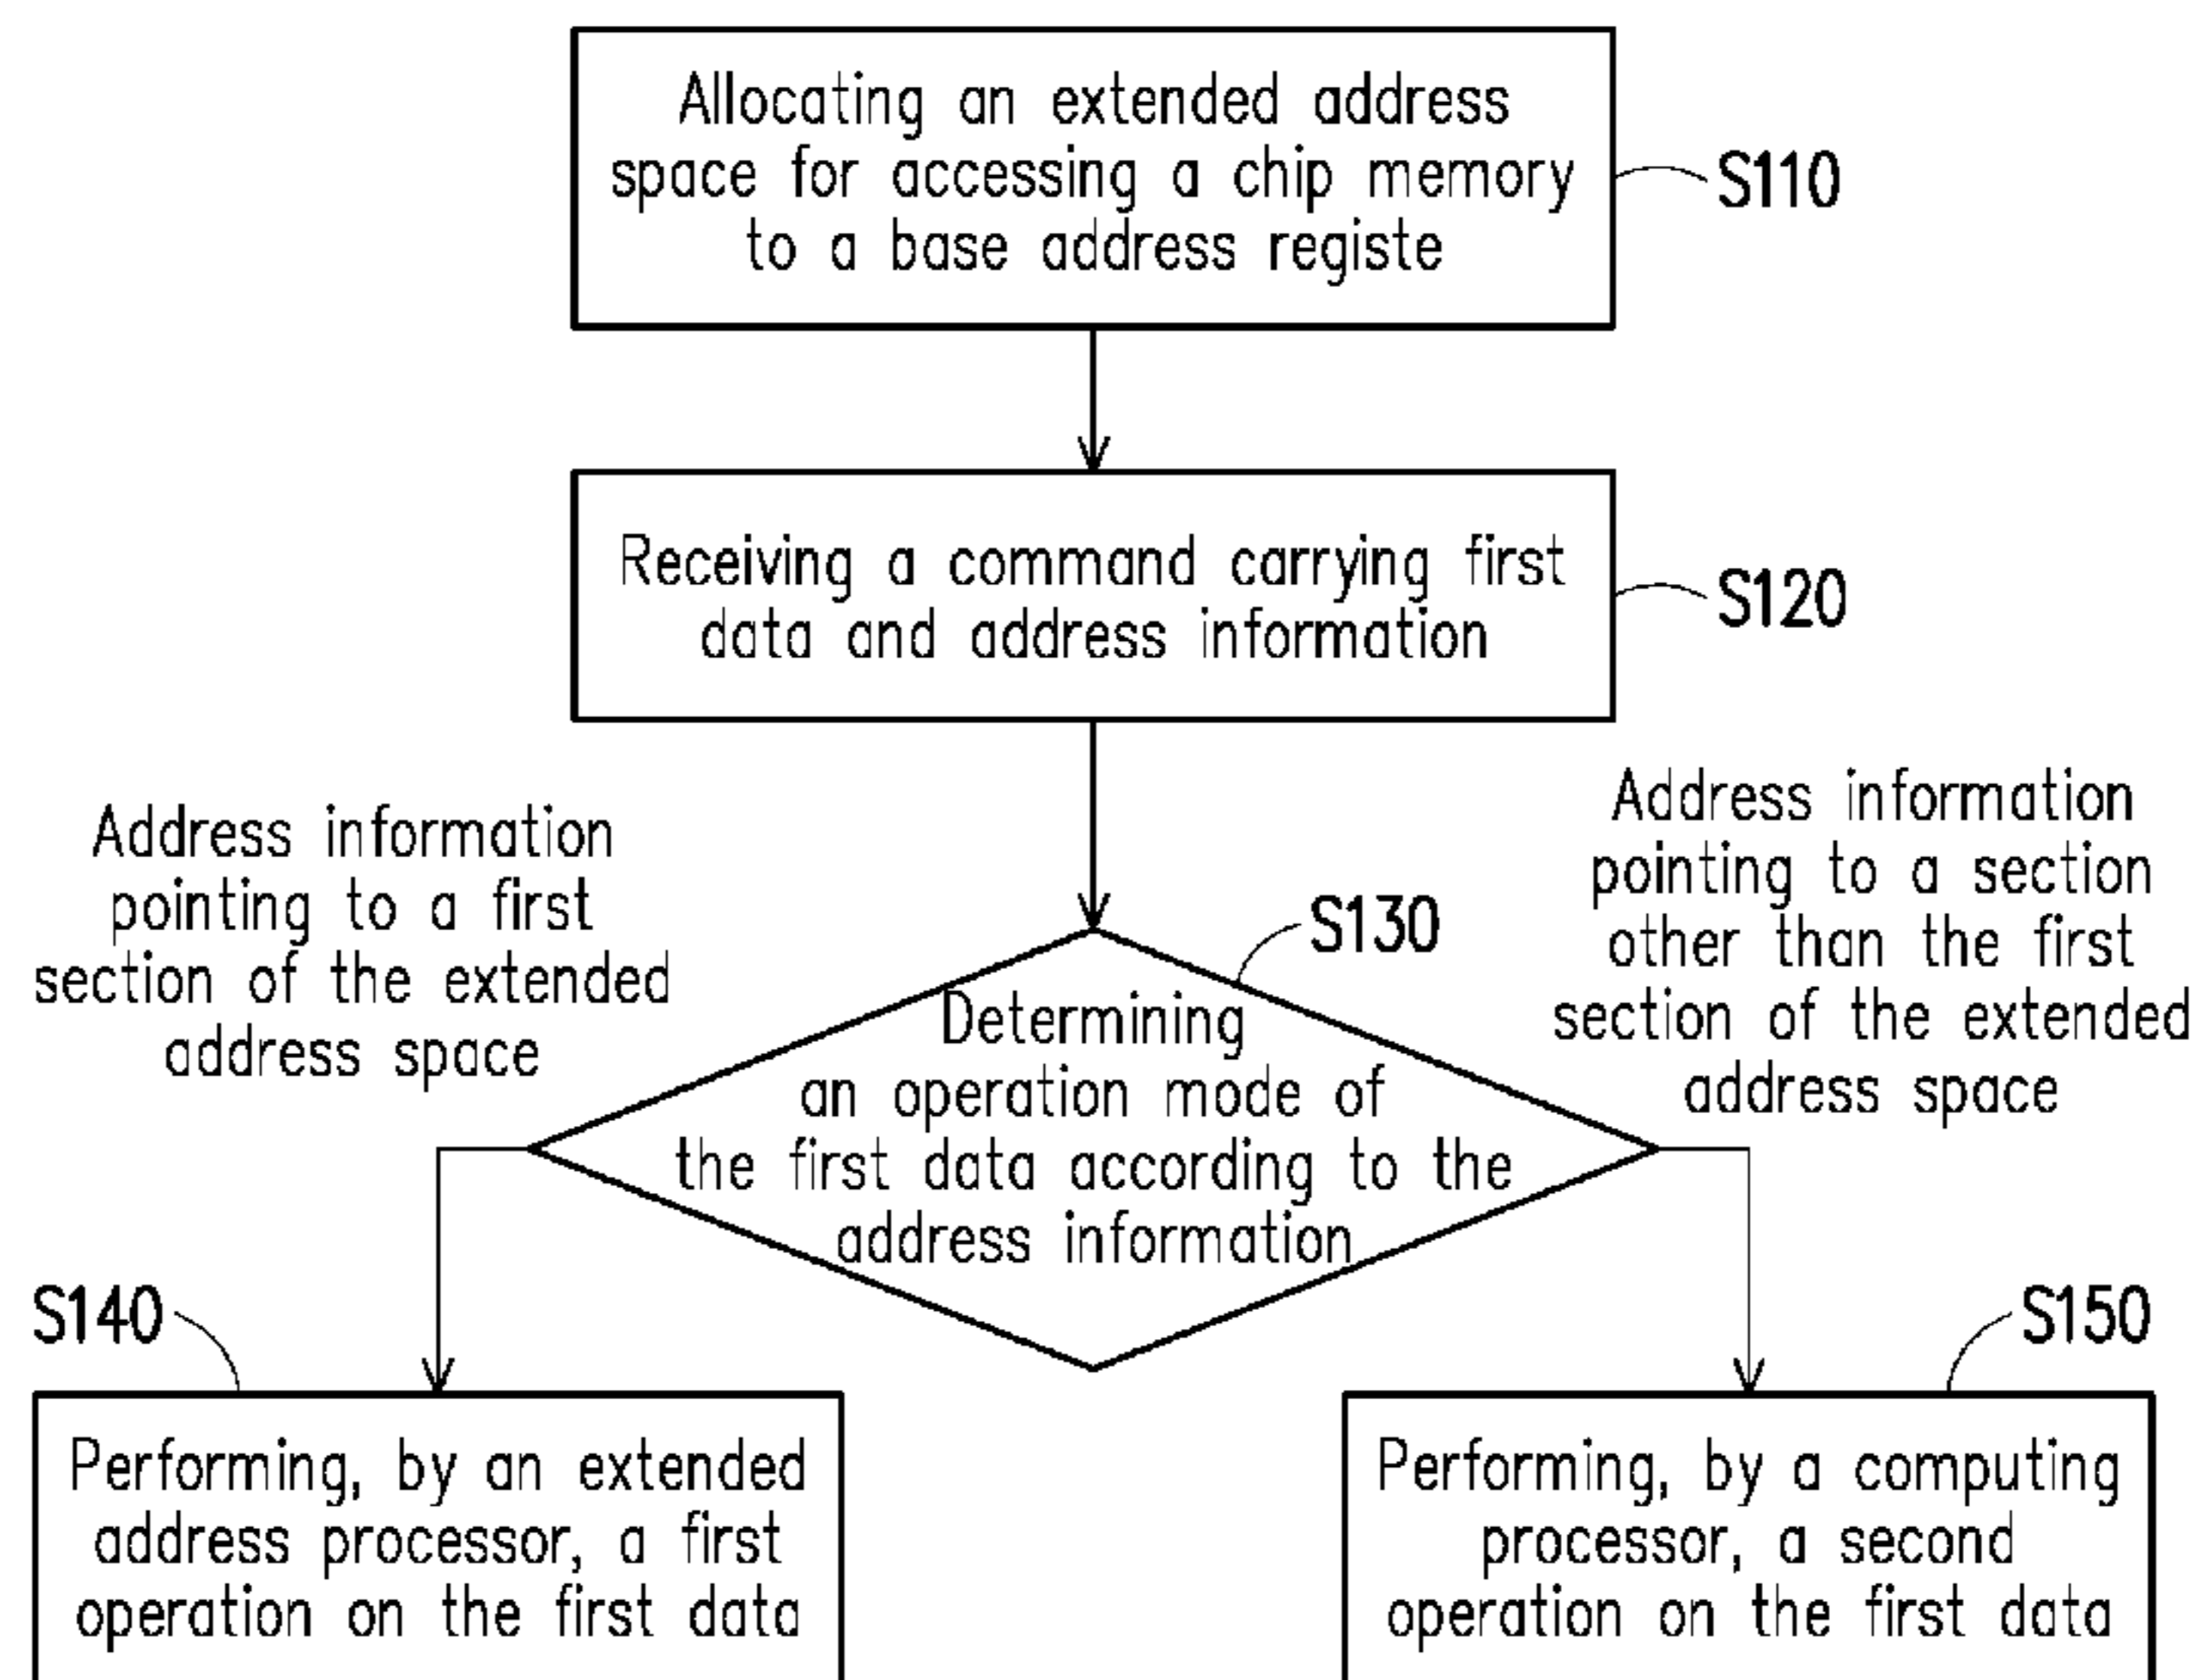 Allocating an extended address
space for accessing a chip memory
to a base address registe
S110
Receiving a command carrying first
data and address information
S120
Address information
pointing to a first
section of the extended
address space
Address information
pointing to a section
other than the first
section of the extended
address space
S130
Determining
an operation mode of
the first data according to the
address information
S140
Performing, by an extended
address processor, a first
operation on the first data
S150
Performing, by a computing
processor, a second
operation on the first data